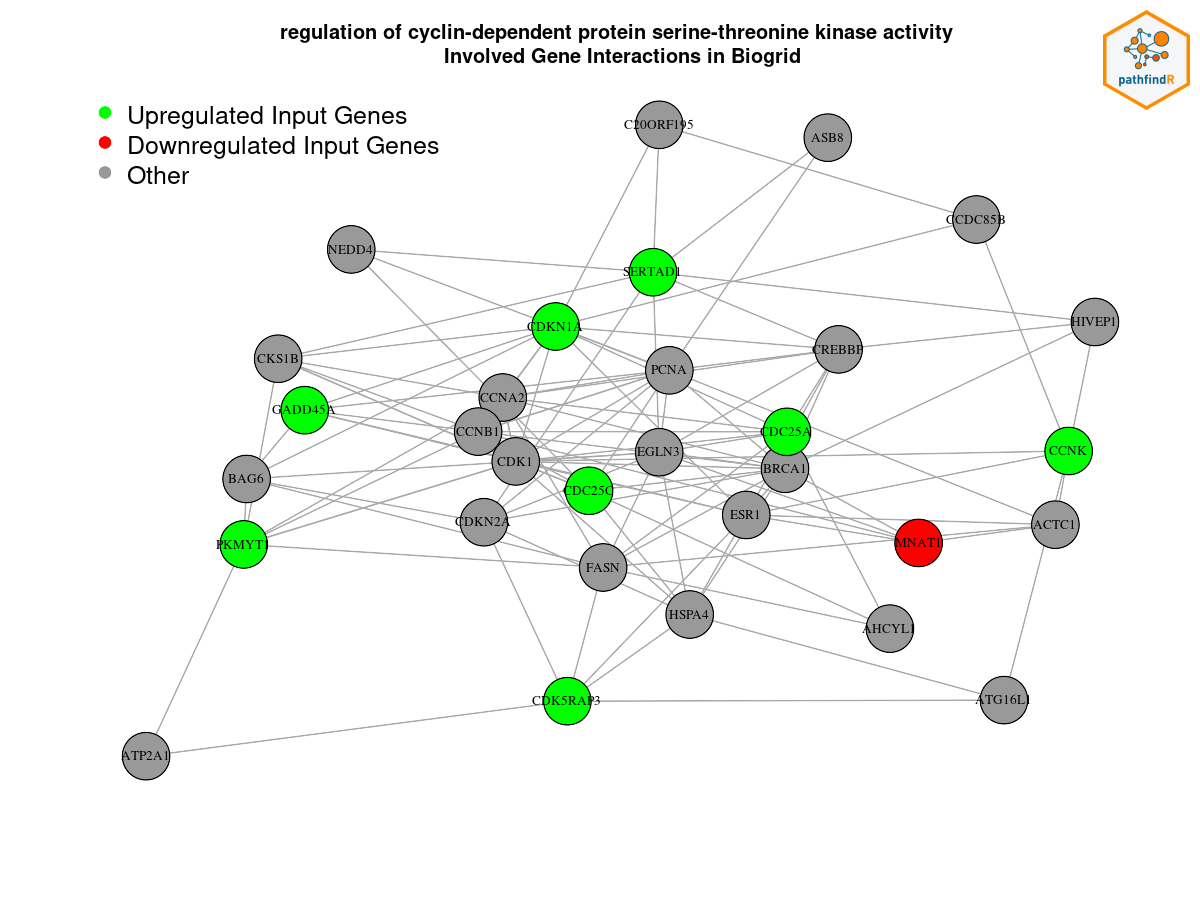 regulation of cyclin-dependent protein serine-threonine kinase activity
Involved Gene Interactions in Biogrid
pathfindR
Upregulated Input Genes
Downregulated Input Genes
Other
C20ORF195
ASB8
CCDC85B
NEDD4
SERTAD1
HIVEP1
CDKN1A
CREBBP
CKS1B
PCNA
CCNA2
GADD45A
CCNB1
CDC25A
EGLN3
CCNK
CDK1
BRCA1
BAG6
CDC25C
ESR1
CDKN2A
ACTC1
PKMYT1
MNAT1
FASN
HSPA4
AHCYL1
CDK5RAP3
ATG16L1
ATP2A1